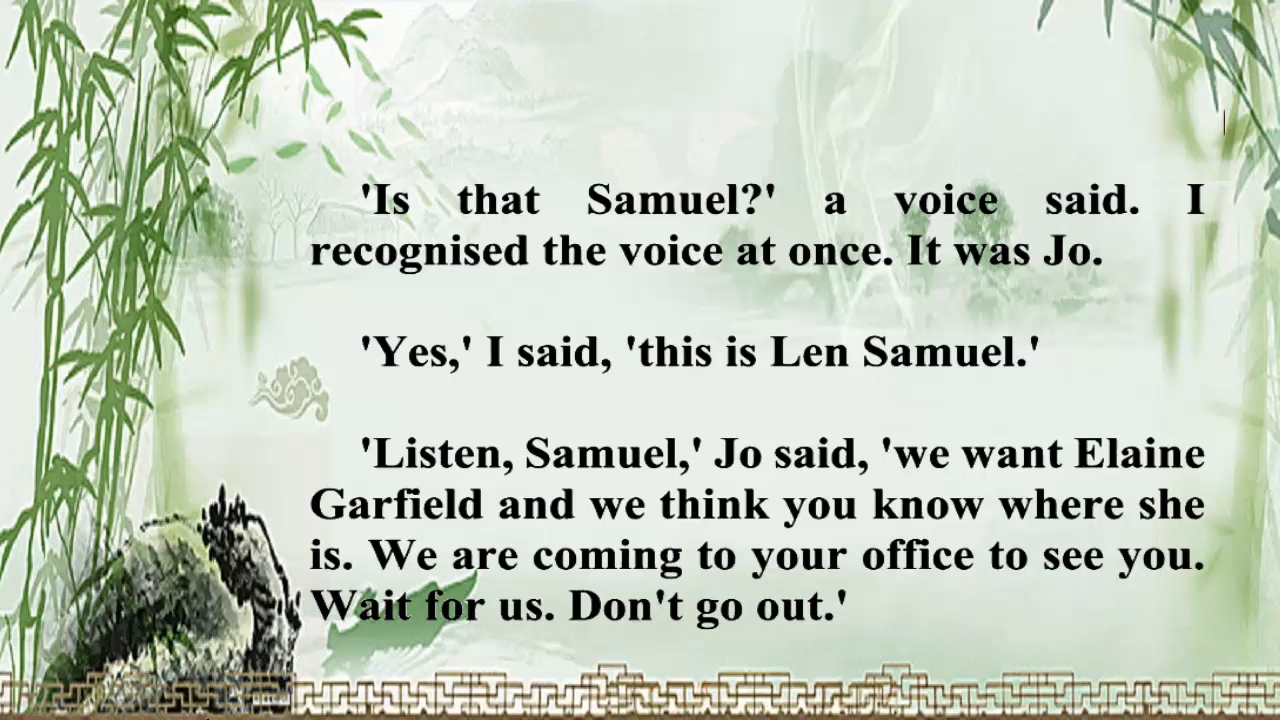 'Is that Samuel?' a voice said. I
recognised the voice at once. It was Jo.
'Yes,' I said, 'this is Len Samuel.'
'Listen, Samuel,' Jo said, 'we want Elaine
Garfield and we think you know where she
is. We are coming to your office to see you.
Wait for us. Don't go out.'